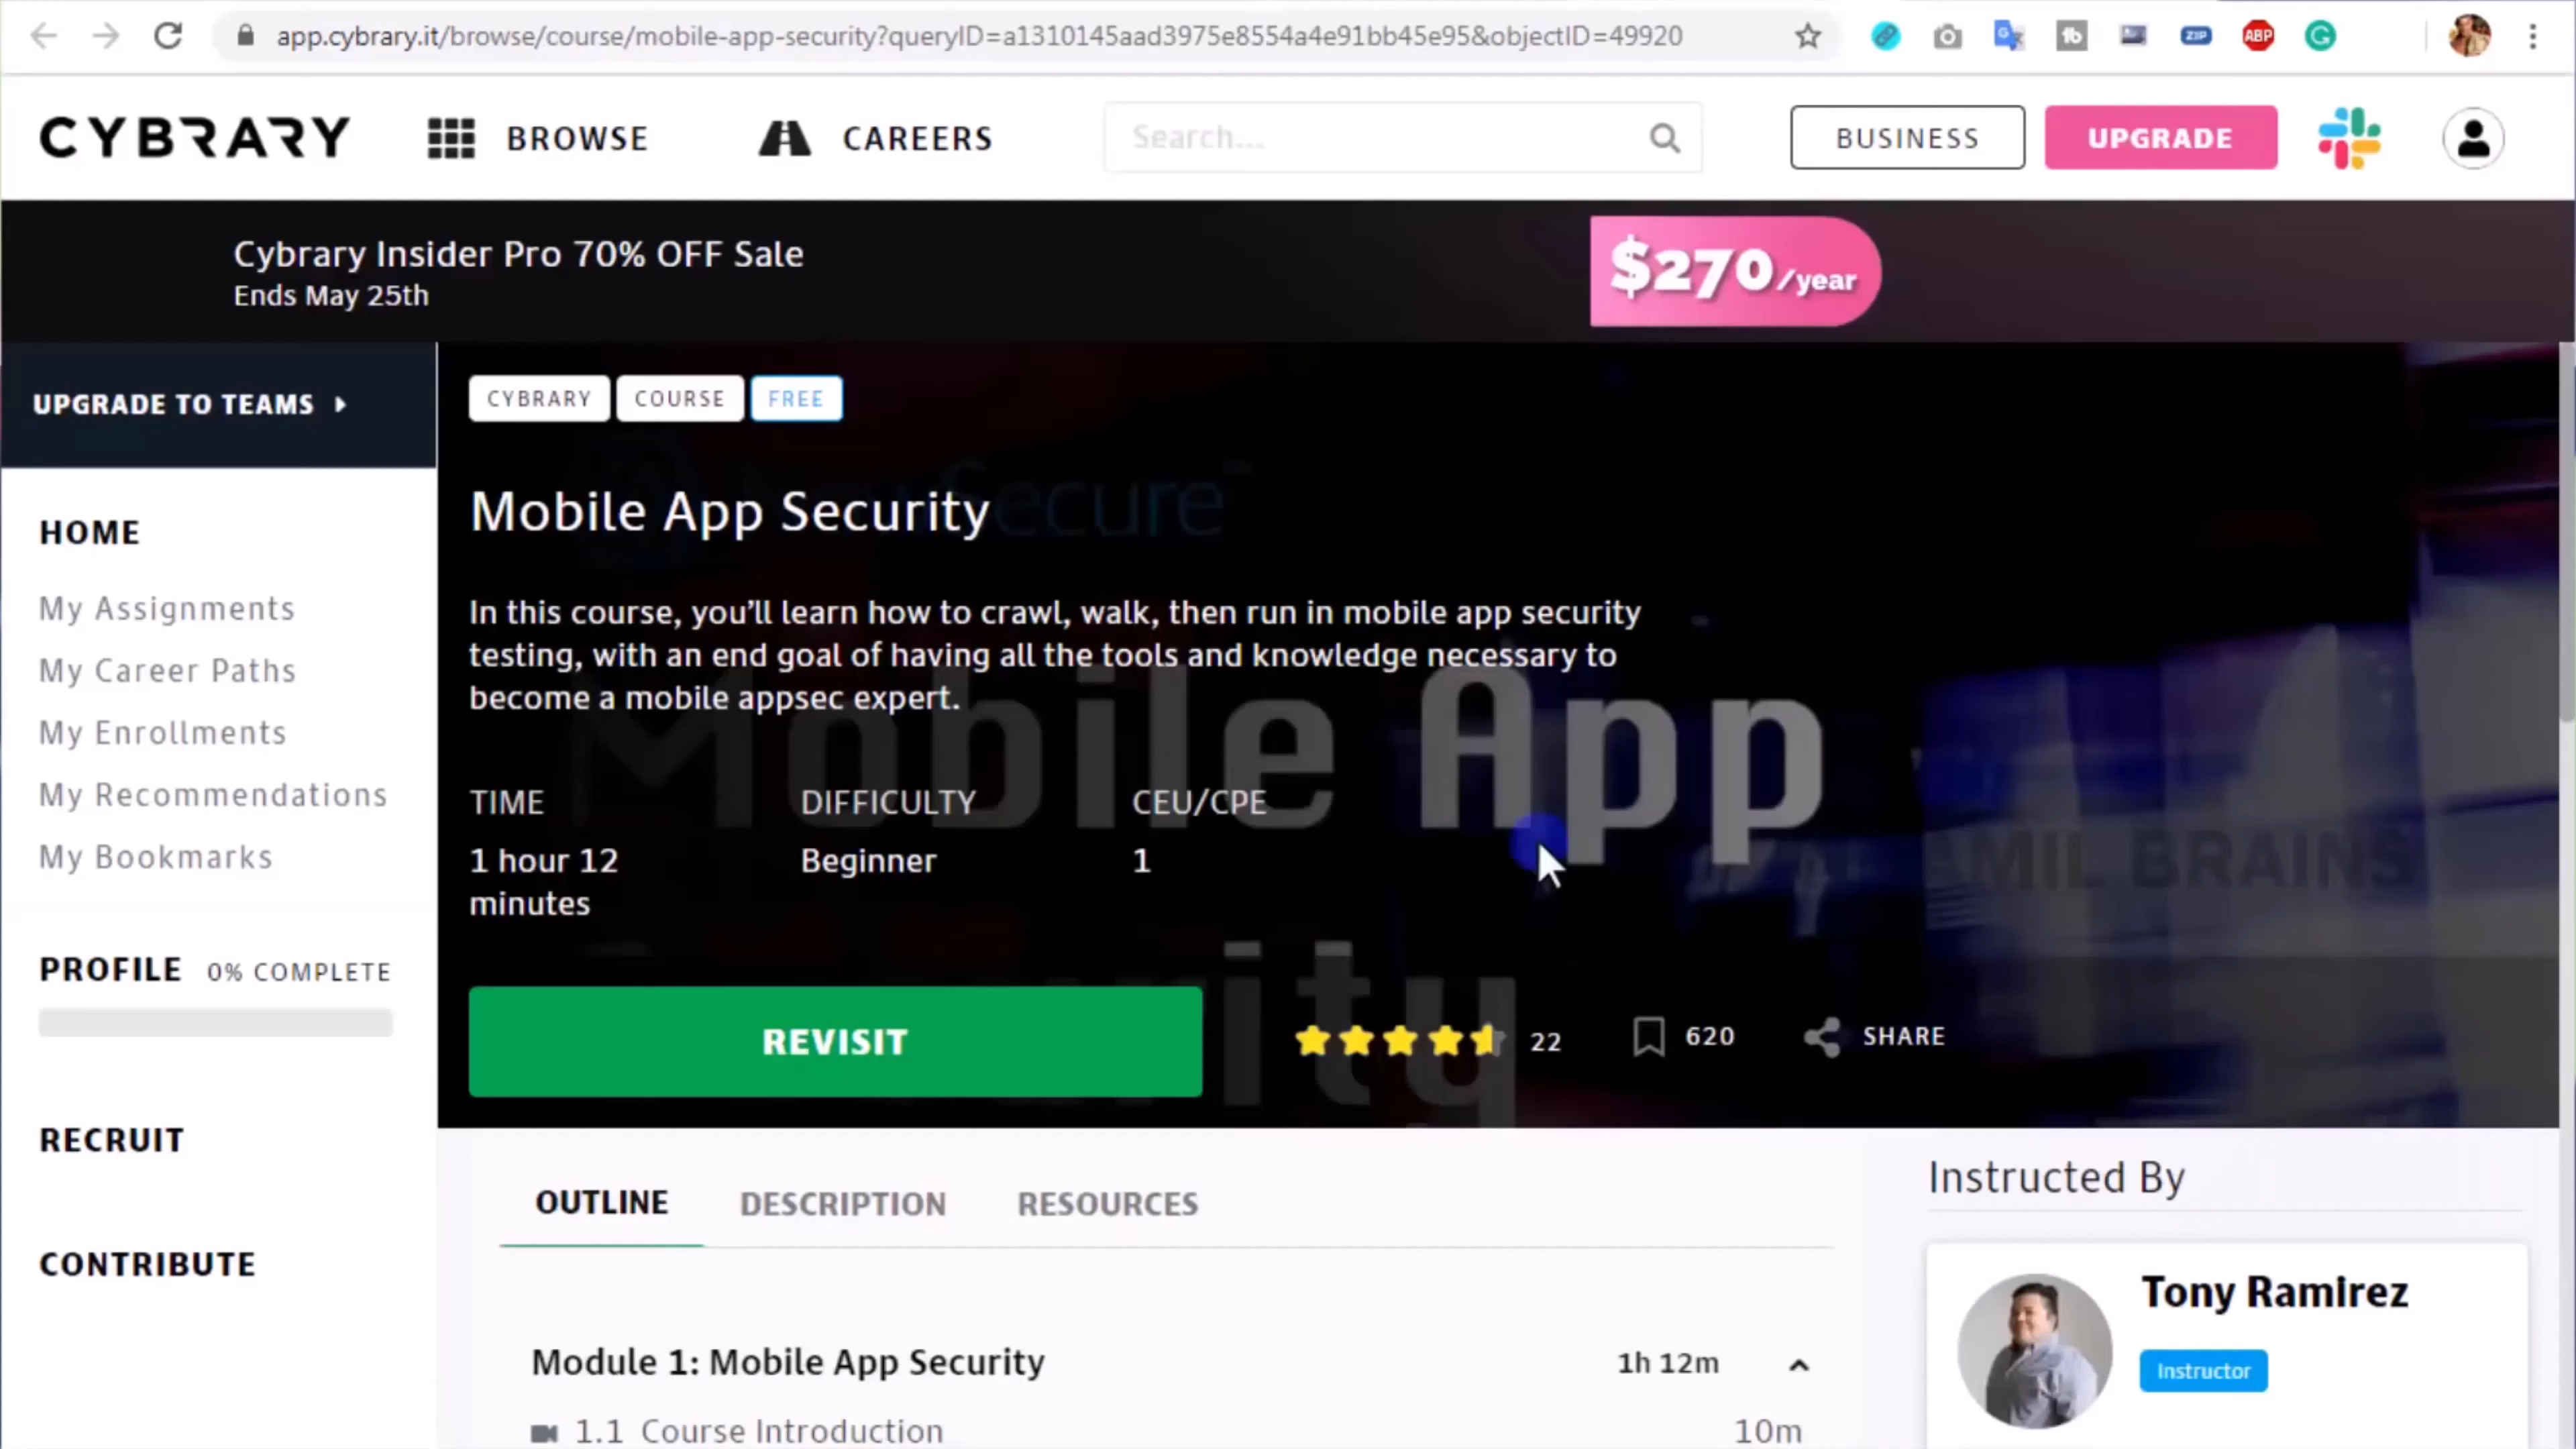 app.cybrary.it/browse/course/mobile-app-security?queryID=a1310145aad3975e8554a4e91bb45e95&objectID=49920
ZIP
ABP
CYBRARY
BROWSE
CAREERS
Search...
BUSINESS
UPGRADE
Cybrary Insider Pro 70% OFF Sale
Ends May 25th
$270/year
UPGRADE TO TEAMS
CYBRARY
COURSE
FREE
HOME
My Assignments
My Career Paths
My Enrollments
My Recommendations
My Bookmarks
PROFILE 0% COMPLETE
RECRUIT
CONTRIBUTE
Mobile App Security
In this course, you’ll learn how to crawl, walk, then run in mobile app security
testing, with an end goal of having all the tools and knowledge necessary to
become a mobile appsec expert.
Mobile App
TIME
DIFFICULTY
CEU/CPE
1 hour 12
minutes
Beginner
1
REVISIT
22
620
SHARE
OUTLINE
DESCRIPTION
RESOURCES
Module 1: Mobile App Security
1h 12m
1.1 Course Introduction
10m
Instructed By
Tony Ramirez
Instructor